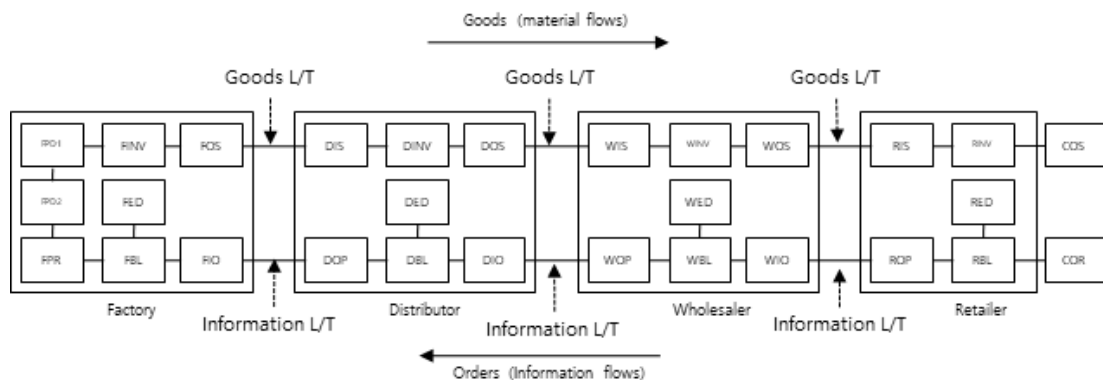 Goods (material flows)
Goods L/T Goods L/T Goods L/T
FPD1 FINV FOS DIS DINV DOS WIS WINV WOS RIS RINV COS
FPD2 FED DED WED RED
FPR FBL FIO DOP DBL DIO WOP WBL WIO ROP RBL COR
Factory Distributor Wholesaler Retailer
Information L/T Information L/T Information L/T
Orders (Information flows)